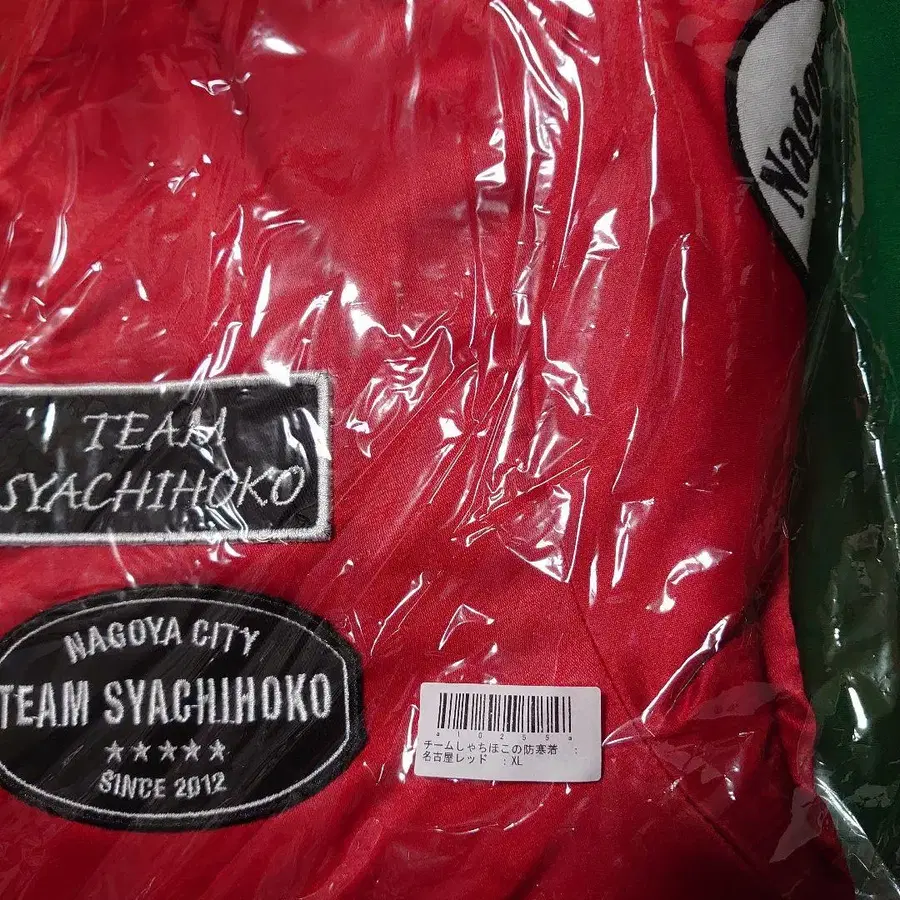 Nago
TEAM
SYACHIHOKO
NAGOYA CITY
TEAM SYACHIHOKO
★★★★★
SINCE 2012
a10255a
チームしゃちほこの防寒着 :
名古屋レッド :XL